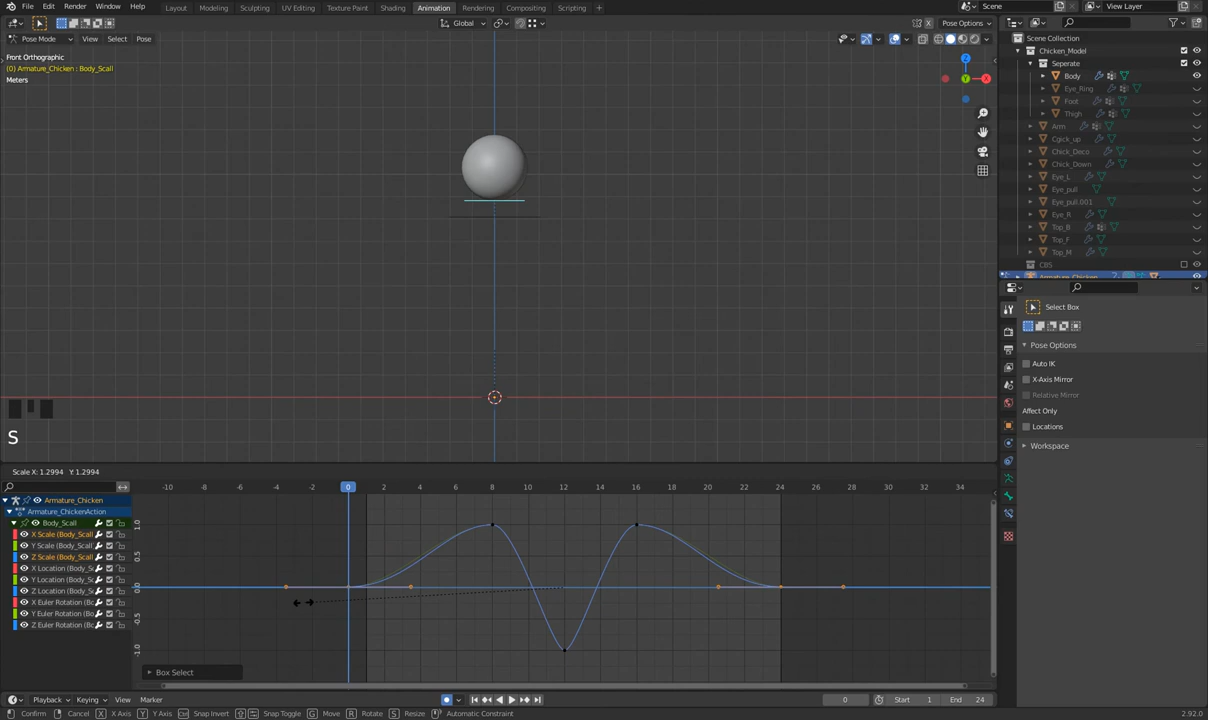 File Edit Render Window Help Layout Modeling Sculpting UV Editing Texture Paint Shading Animation Rendering Compositing Scripting + Scene View Layer
Global Pose Options
Pose Mode View Select Pose
Front Orthographic
(0) Armature_Chicken : Body_Scall
Meters
Z
X
Y
Scene Collection
Chicken_Model
Seperate
Body
Eye_Ring
Foot
Thigh
Arm
Cgick_up
Chick_Deco
Chick_Down
Eye_L
Eye_pull
Eye_pull.001
Eye_R
Top_B
Top_F
Top_M
CBS
Armature_Chicken
Select Box
Pose Options
Auto IK
X-Axis Mirror
Relative Mirror
Affect Only
Locations
Workspace
S
Scale X: 1.2994 Y: 1.2994
-10 -8 -6 -4 -2 0 2 4 6 8 10 12 14 16 18 20 22 24 26 28 30 32 34
Armature_Chicken
Armature_ChickenAction
Body_Scall
X Scale (Body_Scall
Y Scale (Body_Scall
Z Scale (Body_Scall
X Location (Body_Sc
Y Location (Body_Sc
Z Location (Body_Sc
X Euler Rotation (Bo
Y Euler Rotation (Bo
Z Euler Rotation (Bo
1.0
0.5
0.0
-0.5
-1.0
Box Select
Playback Keying View Marker 0 Start 1 End 24
Confirm Cancel X X Axis Y Y Axis Snap Invert Snap Toggle G Move R Rotate S Resize Automatic Constraint 2.92.0